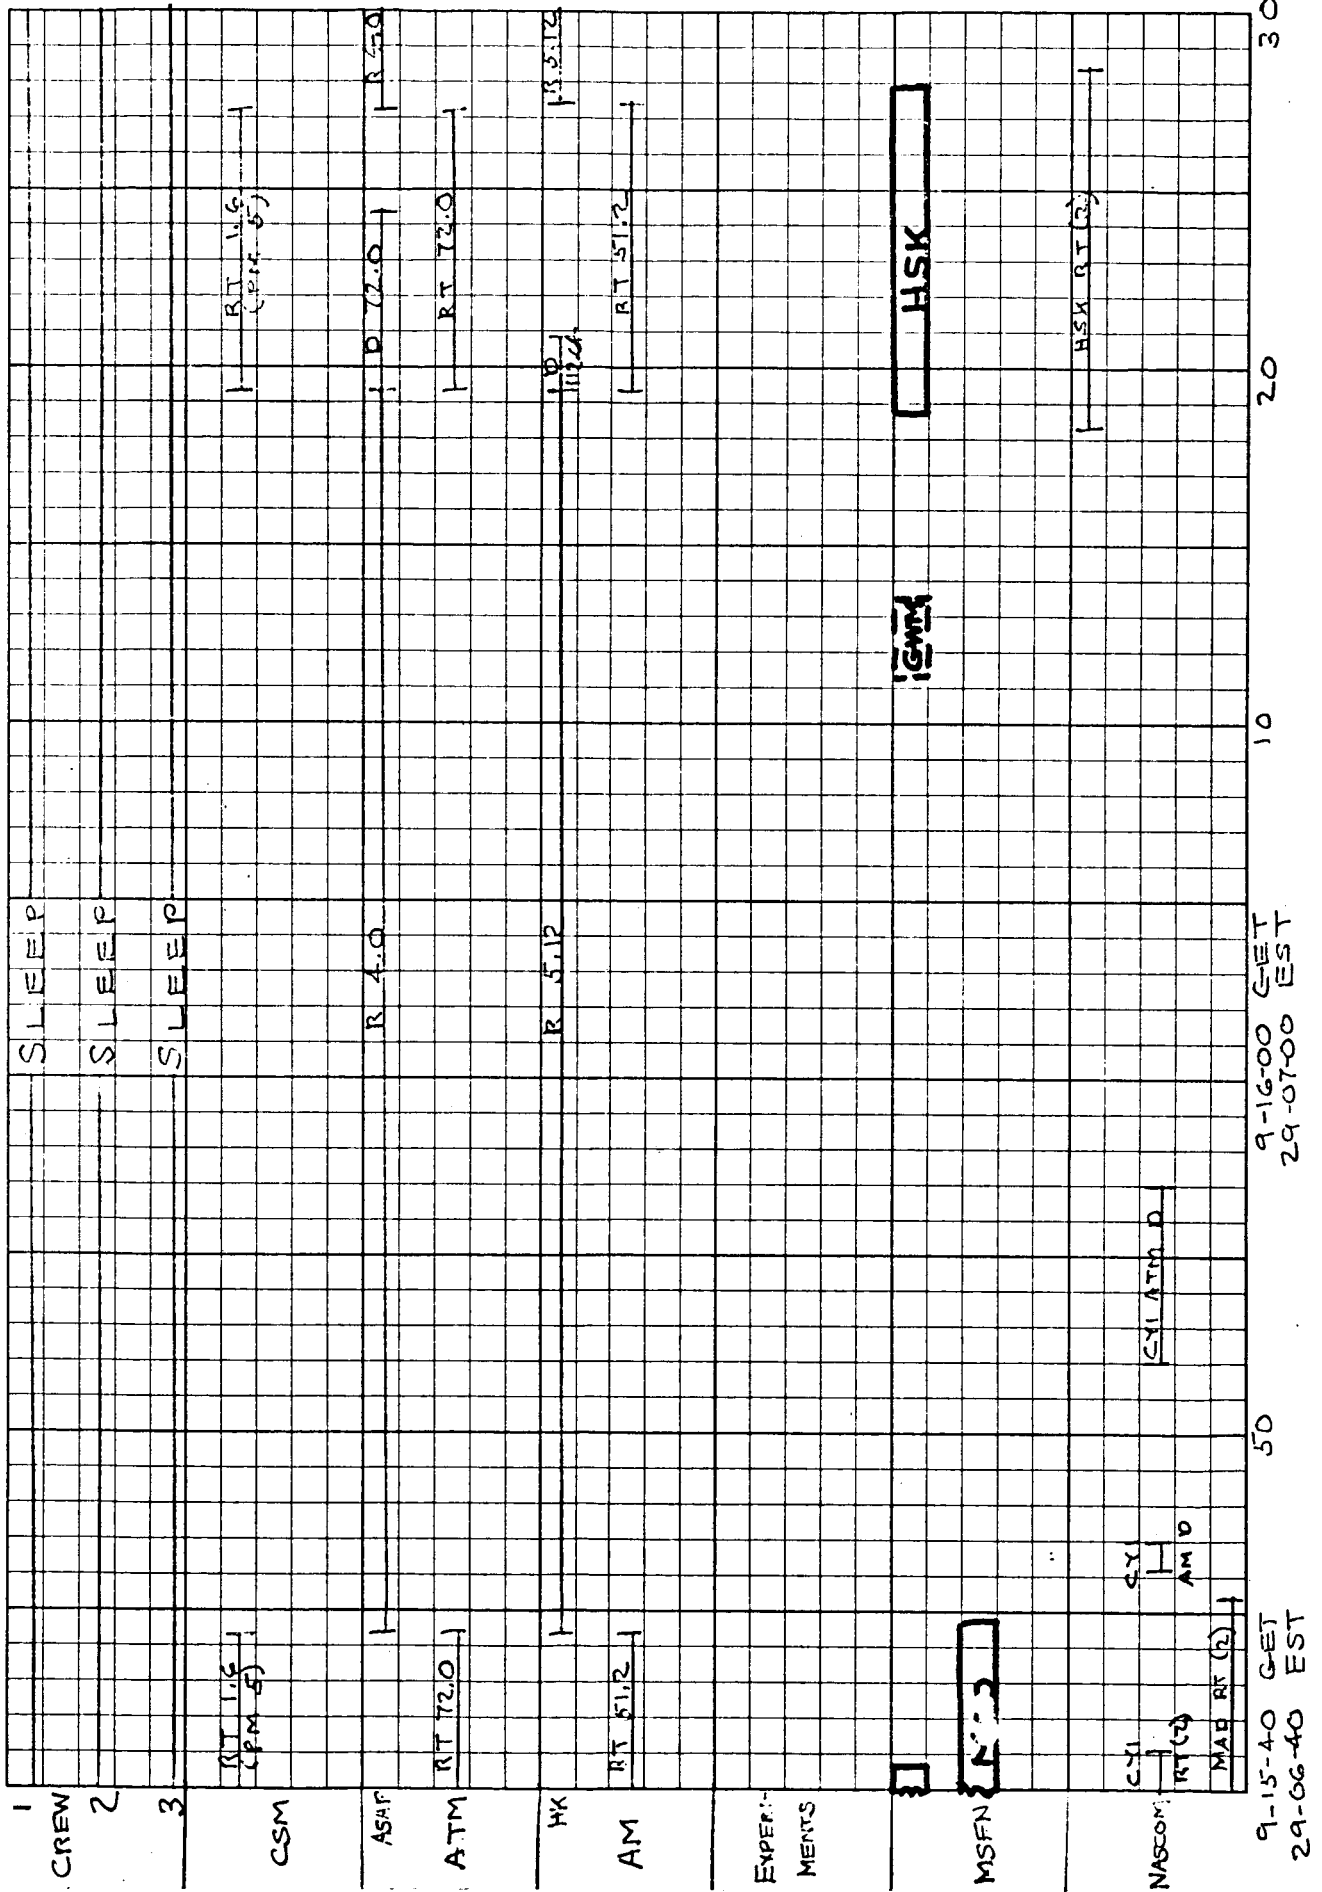 1 SLEEP
CREW
2 SLEEP
3 SLEEP
CSM
RT 1.6
(P.M. 5)
RT 1.6
(P.M. 5)
ASAP
R 4.0
D 72.0
R 4.0
ATM
RT 72.0
RT 72.0
HK
R 5.12
D
R 5.12
AM
RT 51.2
RT 51.2
EXPERI-
MENTS
MSFN
GWM
HSK
NASCOM
CYI
RT (2)
MAD RT (2)
CYI
AM D
CYI ATM D
HSK RT (2)
9-15-40 GET
29-06-40 EST
50
9-16-00 GET
29-07-00 EST
10
20
30